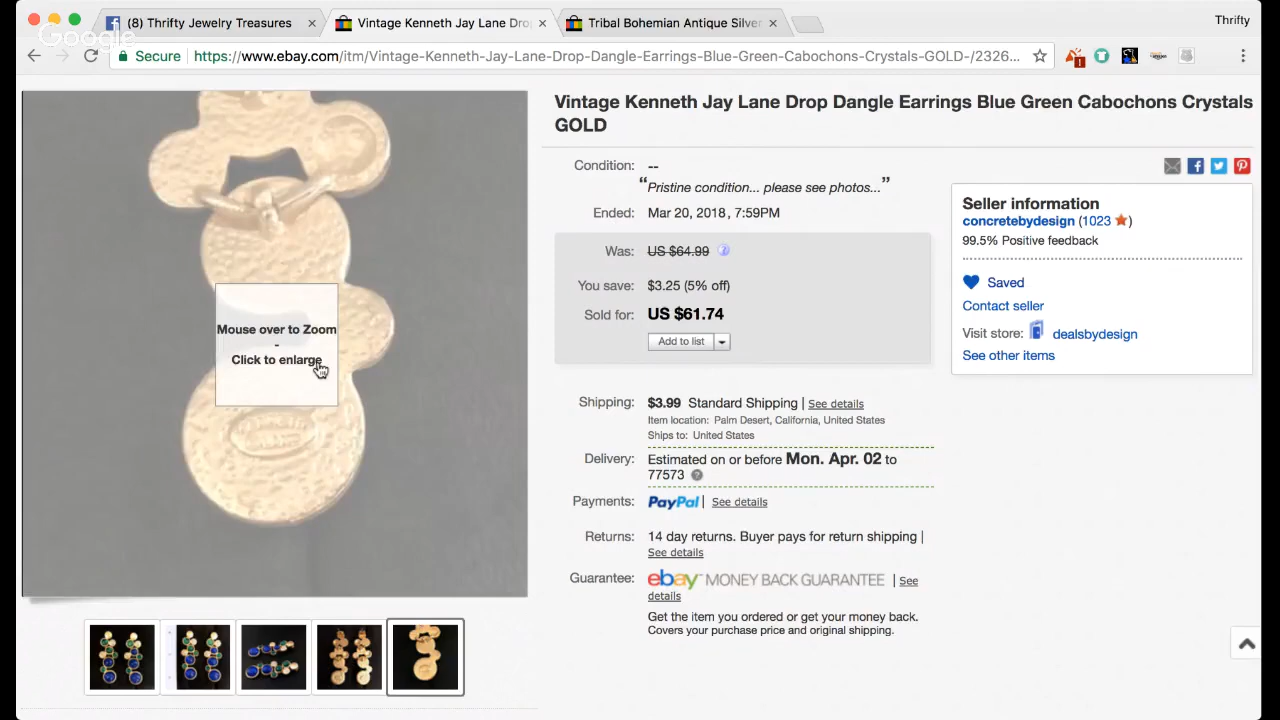 (8) Thrifty Jewelry Treasures
Vintage Kenneth Jay Lane Dro
Tribal Bohemian Antique Silver
Thrifty
Google
Secure
https://www.ebay.com/itm/Vintage-Kenneth-Jay-Lane-Drop-Dangle-Earrings-Blue-Green-Cabochons-Crystals-GOLD-/2326...
Vintage Kenneth Jay Lane Drop Dangle Earrings Blue Green Cabochons Crystals
GOLD
Condition: --
“Pristine condition... please see photos...”
Ended: Mar 20, 2018 , 7:59PM
Was: US $64.99
You save: $3.25 (5% off)
Sold for: US $61.74
Add to list
Shipping: $3.99 Standard Shipping | See details
Item location: Palm Desert, California, United States
Ships to: United States
Delivery: Estimated on or before Mon. Apr. 02 to
77573
Payments: PayPal | See details
Returns: 14 day returns. Buyer pays for return shipping |
See details
Guarantee: ebay MONEY BACK GUARANTEE | See
details
Get the item you ordered or get your money back.
Covers your purchase price and original shipping.
Seller information
concretebydesign (1023 )
99.5% Positive feedback
Saved
Contact seller
Visit store: dealsbydesign
See other items
Mouse over to Zoom
-
Click to enlarge